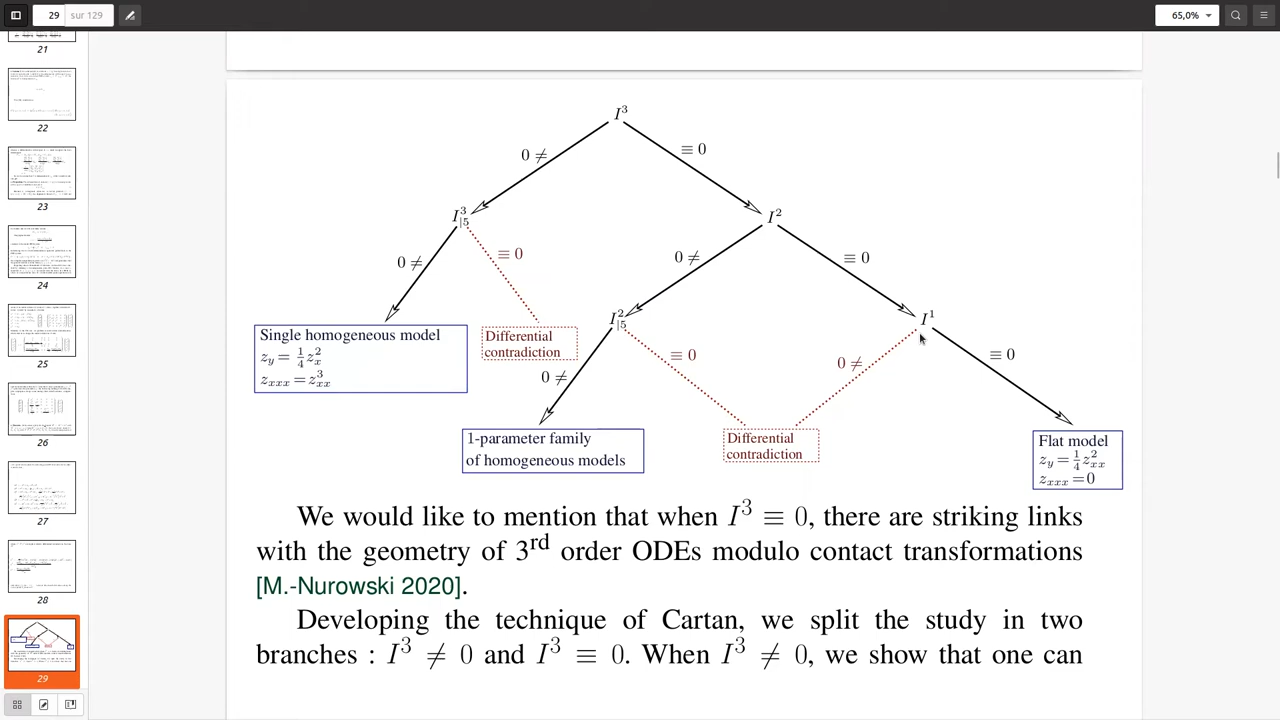 29 sur 129
65,0%
21
22
23
24
25
26
27
28
29
I³
0 ≠
≡ 0
I³|5
I²
0 ≠
≡ 0
0 ≠
≡ 0
I²|5
I¹
Single homogeneous model
z_y = ¼ z_x²
z_xxx = z_xx³
Differential
contradiction
0 ≠
≡ 0
0 ≠
≡ 0
1-parameter family
of homogeneous models
Differential
contradiction
Flat model
z_y = ¼ z_xx²
z_xxx = 0
We would like to mention that when I³ ≡ 0, there are striking links
with the geometry of 3rd order ODEs modulo contact transformations
[M.-Nurowski 2020].
Developing the technique of Cartan, we split the study in two
branches : I³ ≠ 0 and I³ ≡ 0. When I³ ≠ 0, we show that one can